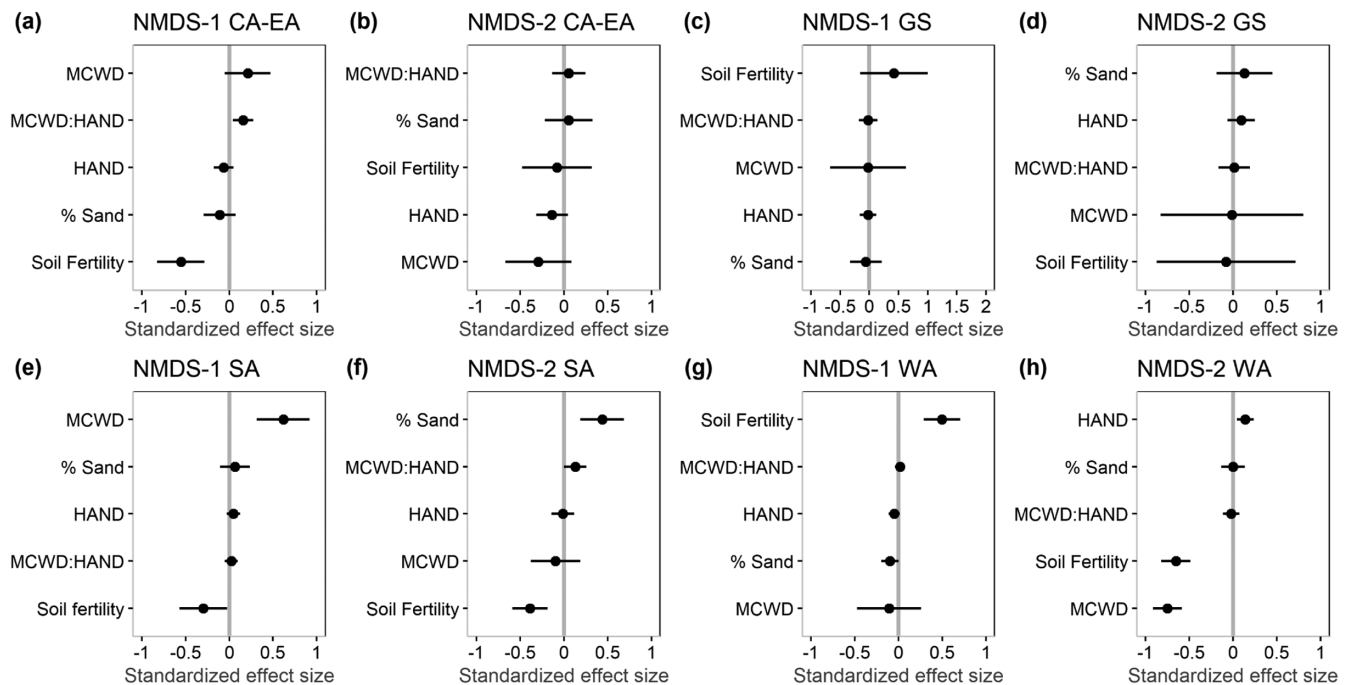 (a) NMDS-1 CA-EA
MCWD
MCWD:HAND
HAND
% Sand
Soil Fertility
-1 -0.5 0 0.5 1
Standardized effect size
(b) NMDS-2 CA-EA
MCWD:HAND
% Sand
Soil Fertility
HAND
MCWD
-1 -0.5 0 0.5 1
Standardized effect size
(c) NMDS-1 GS
Soil Fertility
MCWD:HAND
MCWD
HAND
% Sand
-1 -0.5 0 0.5 1 1.5 2
Standardized effect size
(d) NMDS-2 GS
% Sand
HAND
MCWD:HAND
MCWD
Soil Fertility
-1 -0.5 0 0.5 1
Standardized effect size
(e) NMDS-1 SA
MCWD
% Sand
HAND
MCWD:HAND
Soil fertility
-1 -0.5 0 0.5 1
Standardized effect size
(f) NMDS-2 SA
% Sand
MCWD:HAND
HAND
MCWD
Soil Fertility
-1 -0.5 0 0.5 1
Standardized effect size
(g) NMDS-1 WA
Soil Fertility
MCWD:HAND
HAND
% Sand
MCWD
-1 -0.5 0 0.5 1
Standardized effect size
(h) NMDS-2 WA
HAND
% Sand
MCWD:HAND
Soil Fertility
MCWD
-1 -0.5 0 0.5 1
Standardized effect size